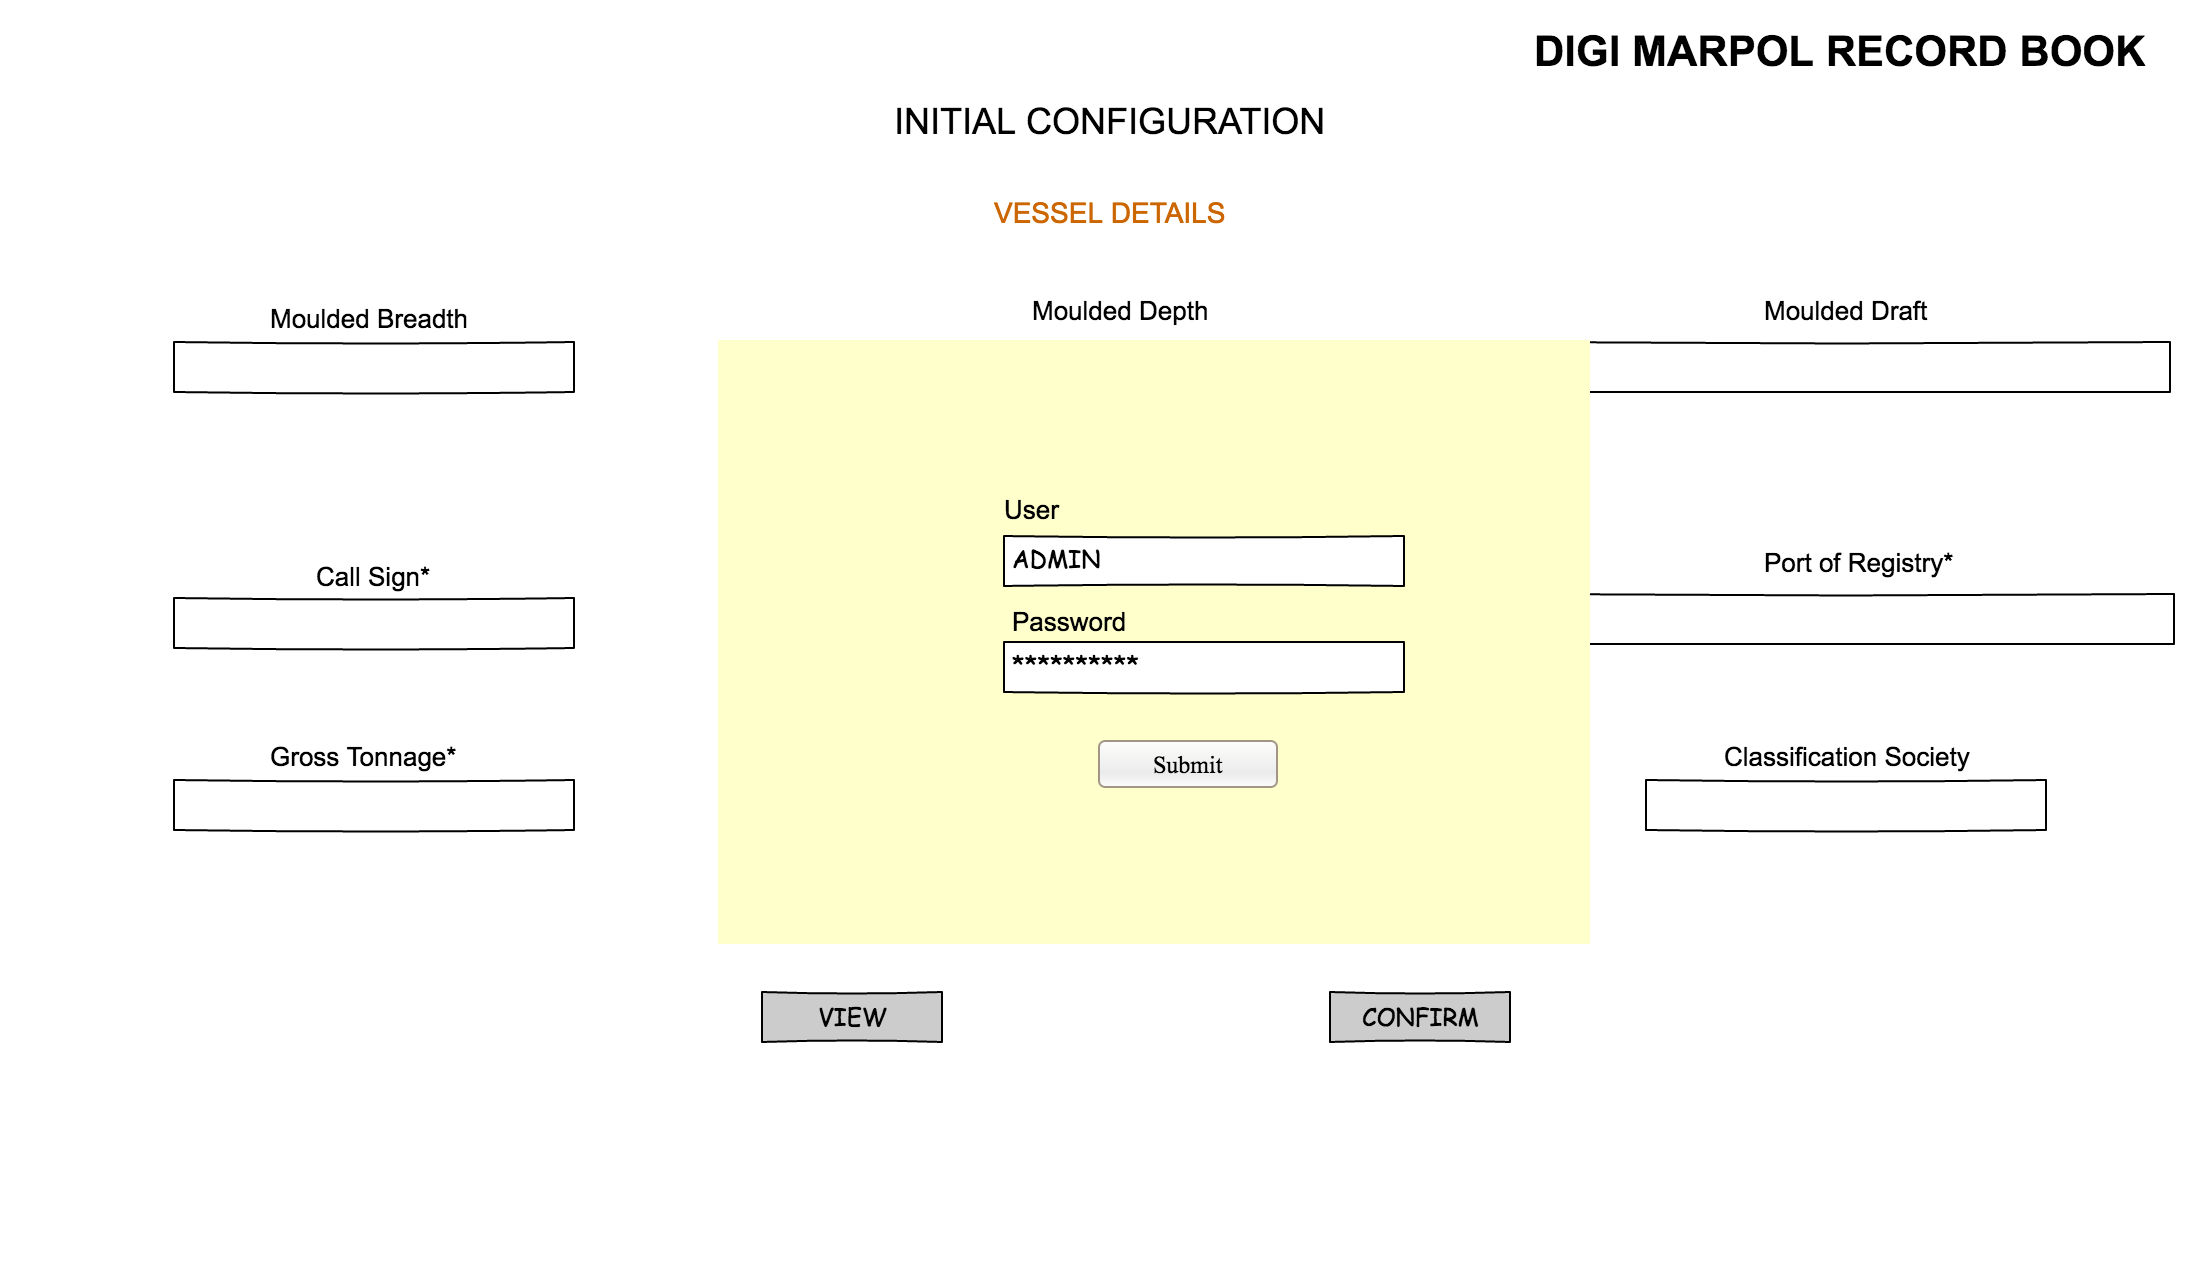 DIGI MARPOL RECORD BOOK
INITIAL CONFIGURATION
VESSEL DETAILS
Moulded Breadth
Moulded Depth
Moulded Draft
User
ADMIN
Call Sign*
Port of Registry*
Password
**********
Gross Tonnage*
Submit
Classification Society
VIEW
CONFIRM